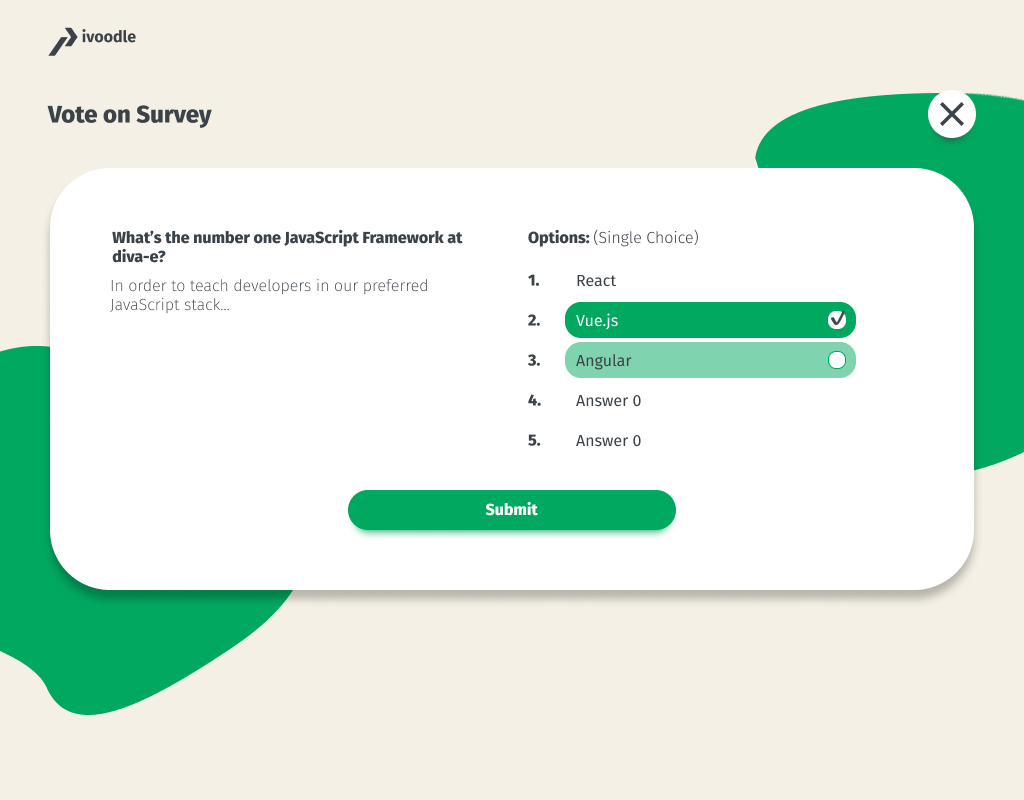 ivoodle
Vote on Survey
What's the number one JavaScript Framework at
diva-e?
In order to teach developers in our preferred
JavaScript stack...
Options: (Single Choice)
1. React
2. Vue.js
3. Angular
4. Answer 0
5. Answer 0
Submit